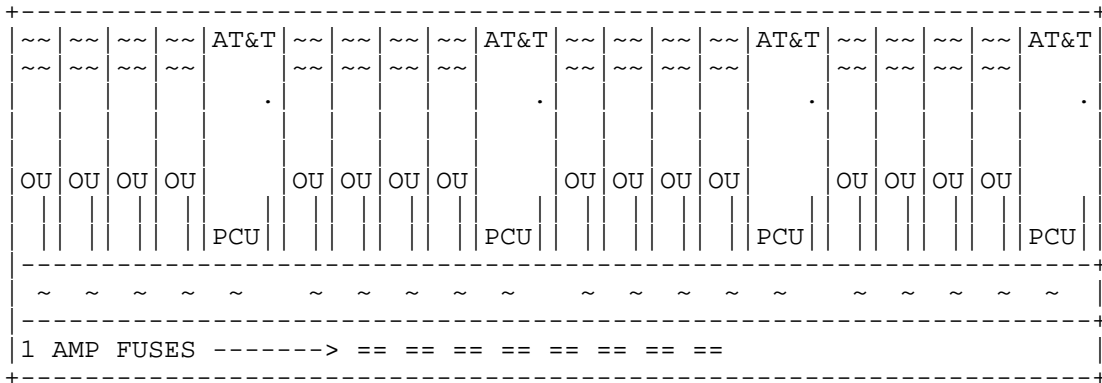 AT&T AT&T AT&T AT&T
OU OU OU OU OU OU OU OU OU OU OU OU OU OU OU OU
PCU PCU PCU PCU
1 AMP FUSES -------> == == == == == == == ==